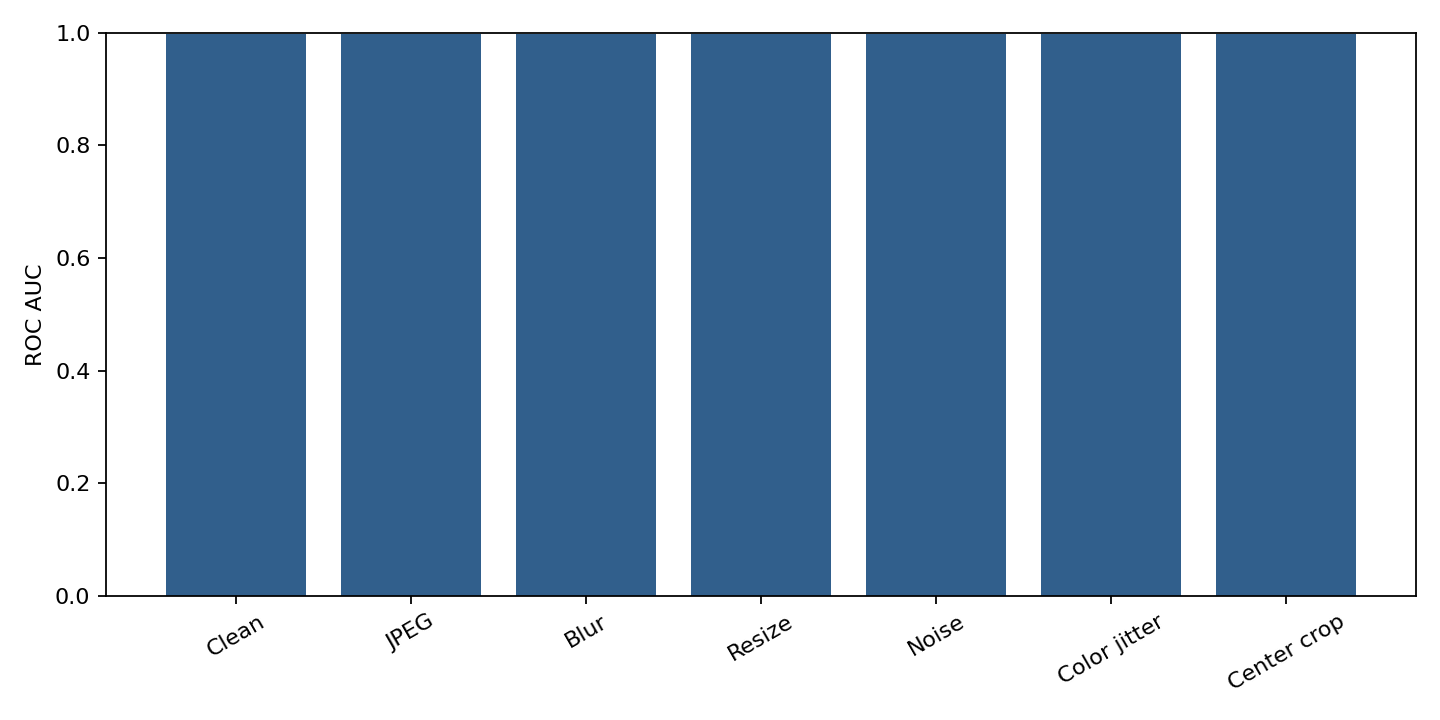 ROC AUC
1.0
0.8
0.6
0.4
0.2
0.0
Clean
JPEG
Blur
Resize
Noise
Color jitter
Center crop